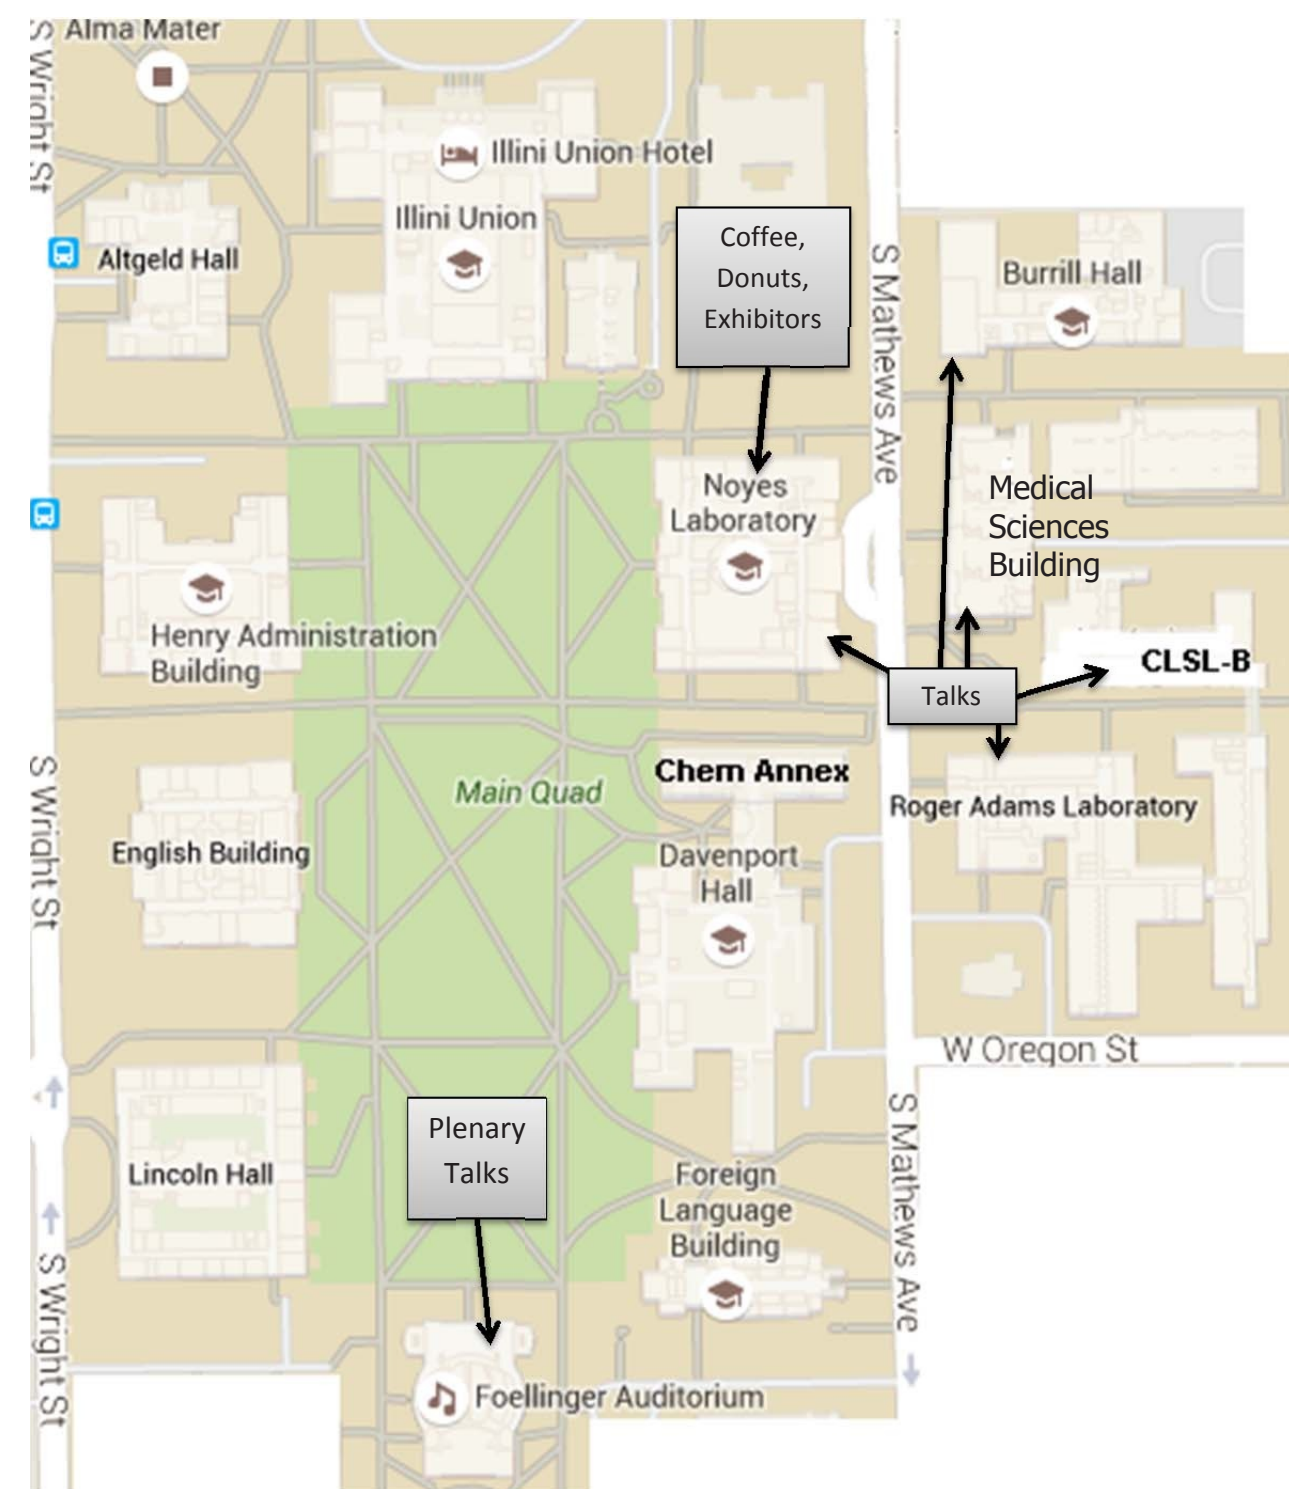 Alma Mater
S Wright St
Illini Union Hotel
Illini Union
Altgeld Hall
Coffee,
Donuts,
Exhibitors
S Mathews Ave
Burrill Hall
Noyes
Laboratory
Medical
Sciences
Building
Henry Administration
Building
CLSL-B
Talks
S Wright St
Main Quad
Chem Annex
Roger Adams Laboratory
English Building
Davenport
Hall
W Oregon St
Plenary
Talks
Lincoln Hall
Foreign
Language
Building
S Mathews Ave
S Wright St
Foellinger Auditorium